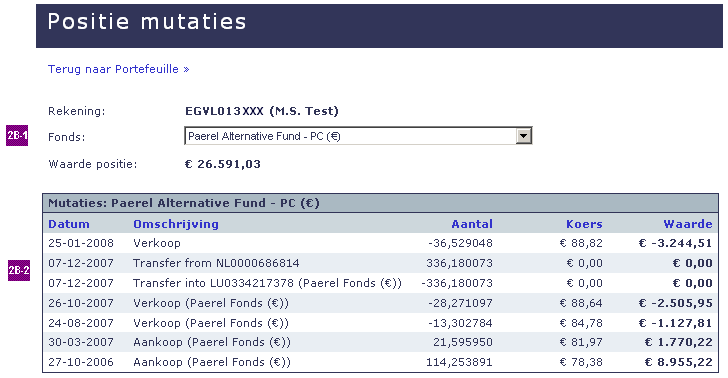 Positie mutaties
Terug naar Portefeuille »
Rekening: EGVL013XXX (M.S. Test)
2B-1 Fonds: Paerel Alternative Fund - PC (€)
Waarde positie: € 26.591,03
Mutaties: Paerel Alternative Fund - PC (€)
Datum Omschrijving Aantal Koers Waarde
25-01-2008 Verkoop -36,529048 € 88,82 € -3.244,51
07-12-2007 Transfer from NL0000686814 336,180073 € 0,00 € 0,00
2B-2 07-12-2007 Transfer into LU0334217378 (Paerel Fonds (€)) -336,180073 € 0,00 € 0,00
26-10-2007 Verkoop (Paerel Fonds (€)) -28,271097 € 88,64 € -2.505,95
24-08-2007 Verkoop (Paerel Fonds (€)) -13,302784 € 84,78 € -1.127,81
30-03-2007 Aankoop (Paerel Fonds (€)) 21,595950 € 81,97 € 1.770,22
27-10-2006 Aankoop (Paerel Fonds (€)) 114,253891 € 78,38 € 8.955,22